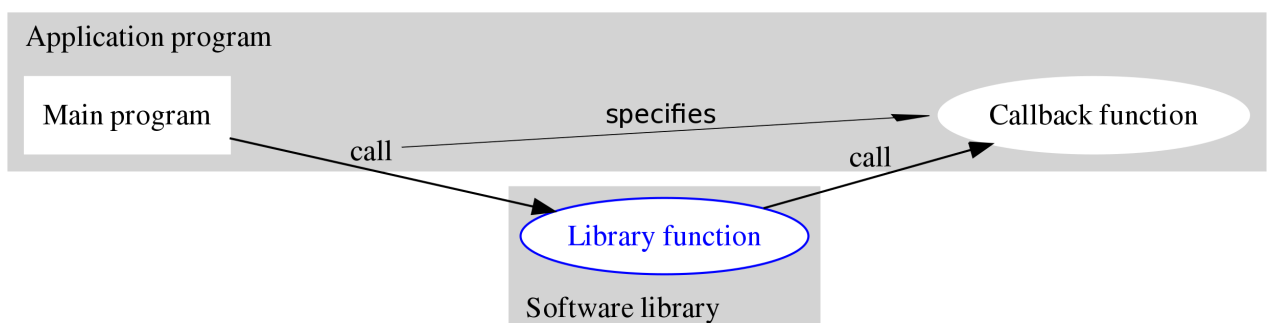 Application program
Main program
specifies
Callback function
call
call
Library function
Software library